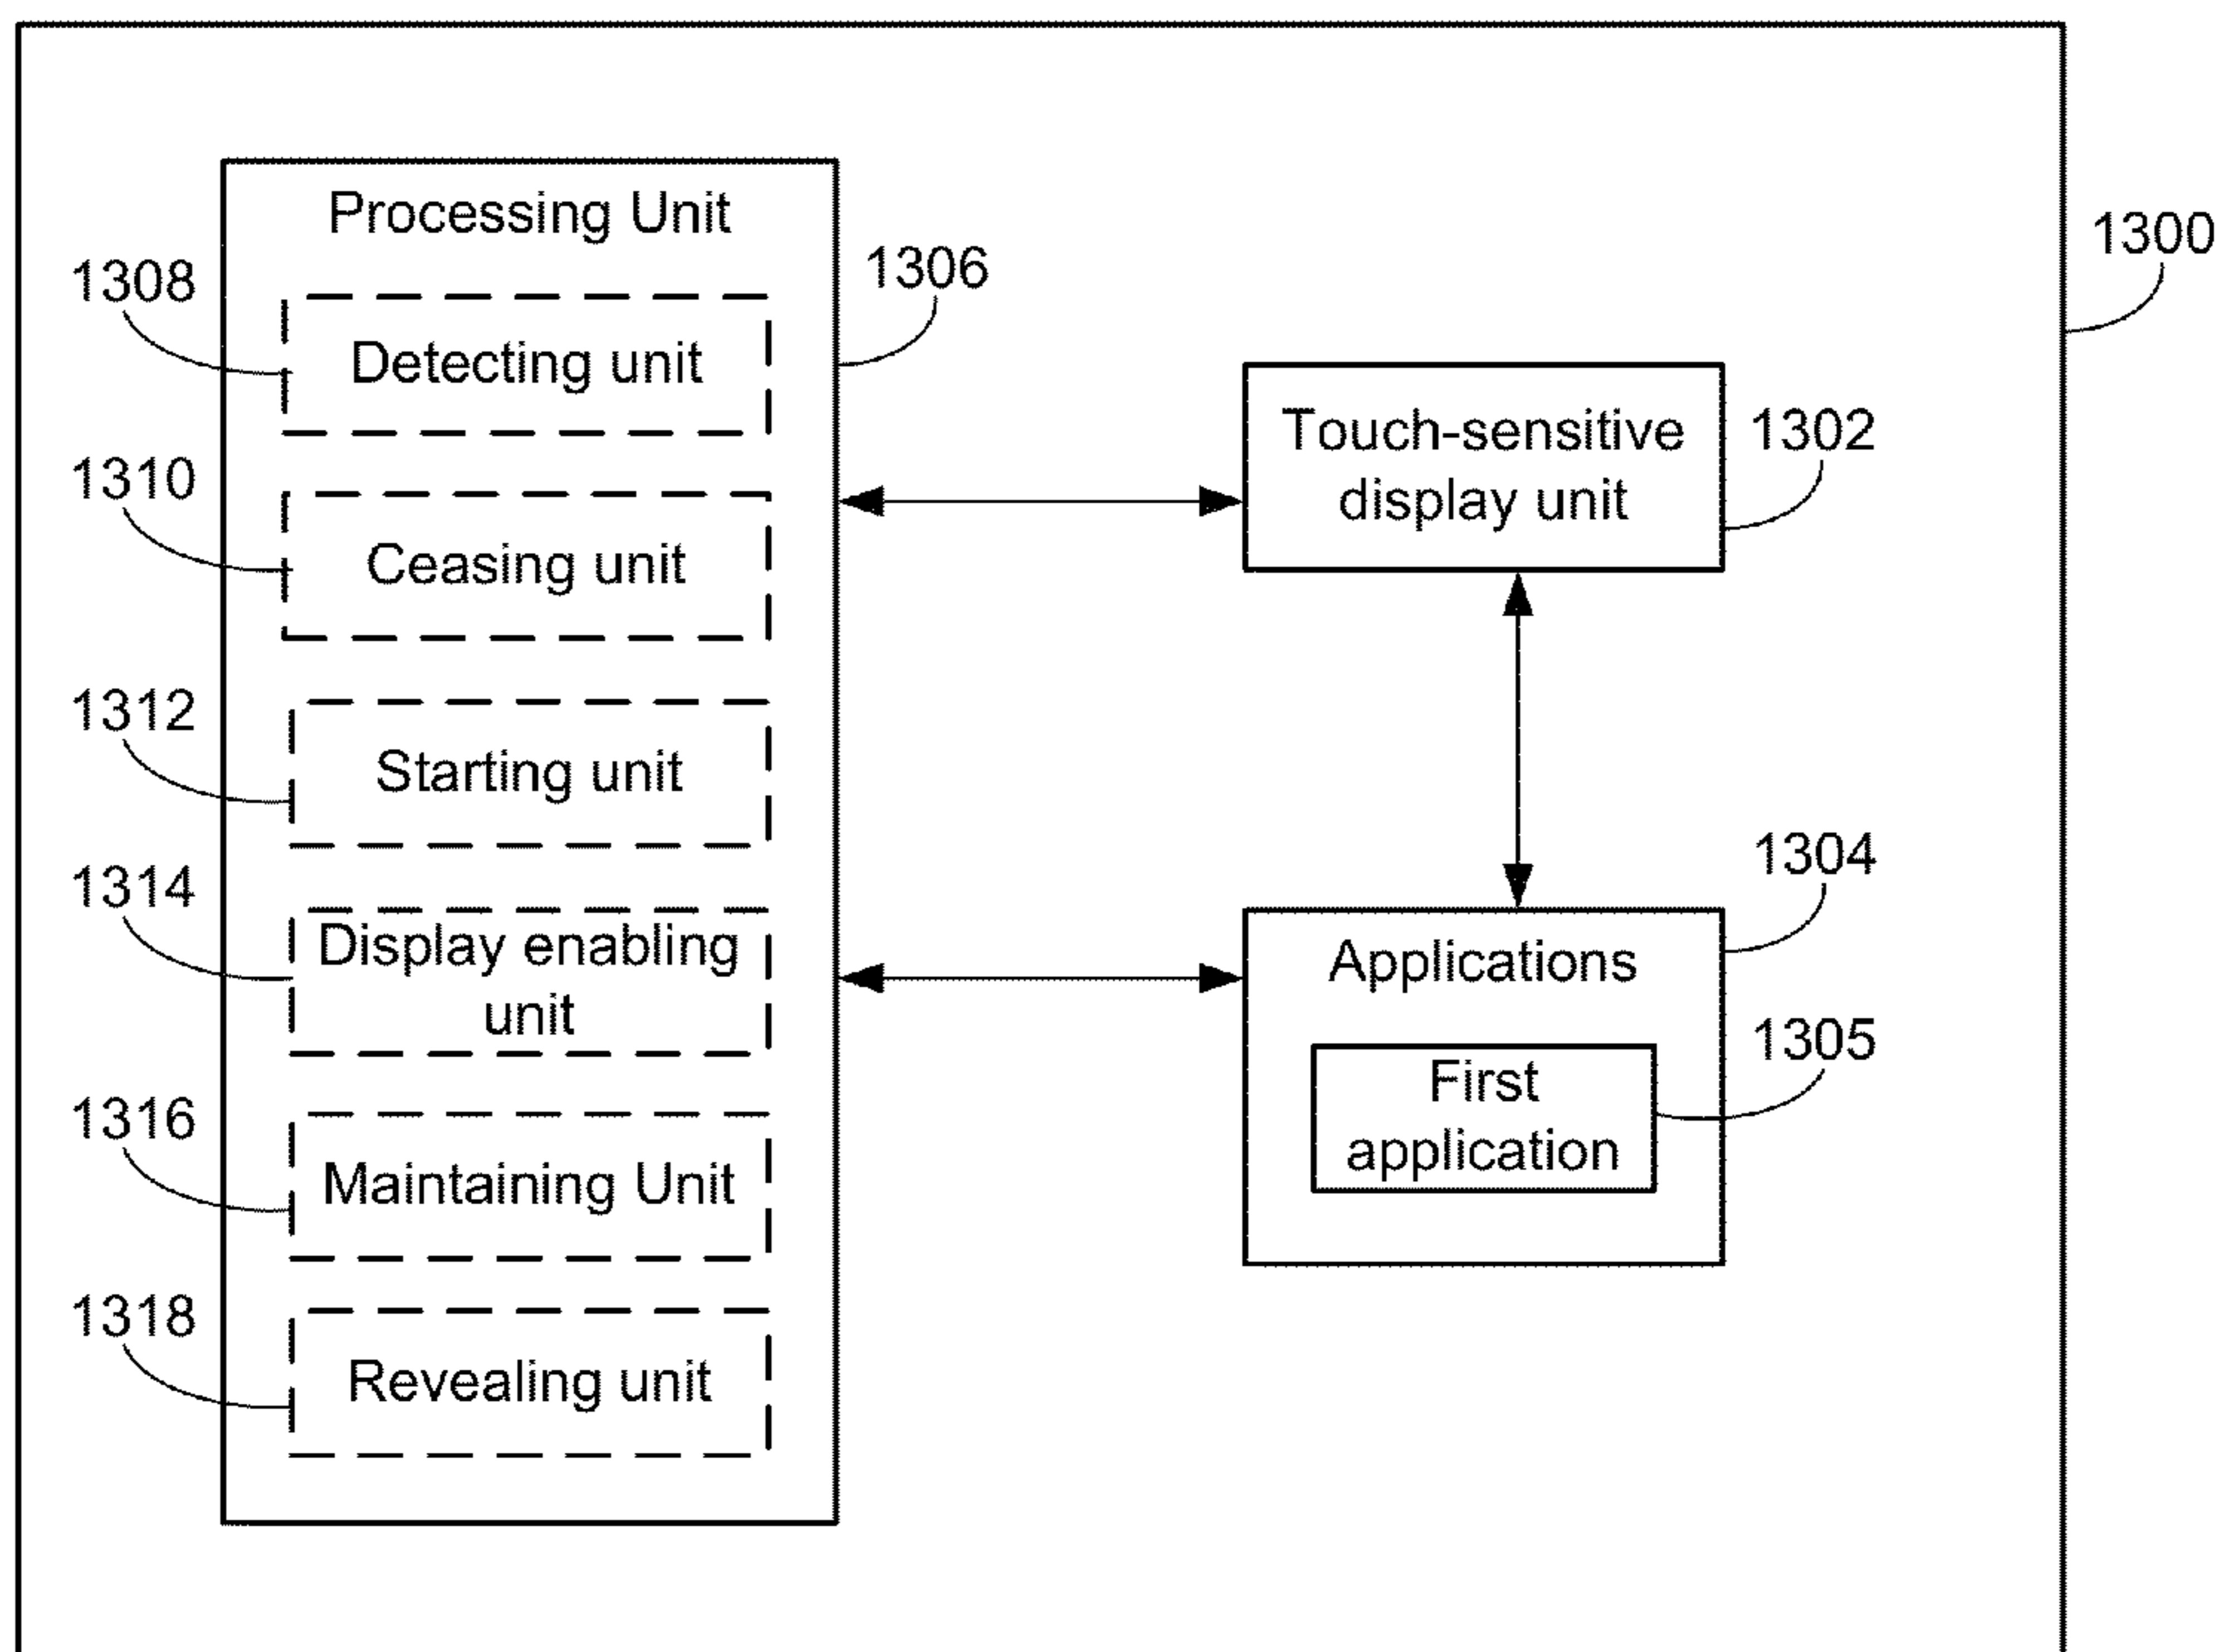 Processing Unit
1300
1306
1308
Detecting unit
Touch-sensitive
display unit
1302
1310
Ceasing unit
1312
Starting unit
1304
1314
Display enabling
unit
Applications
1305
First
application
1316
Maintaining Unit
1318
Revealing unit